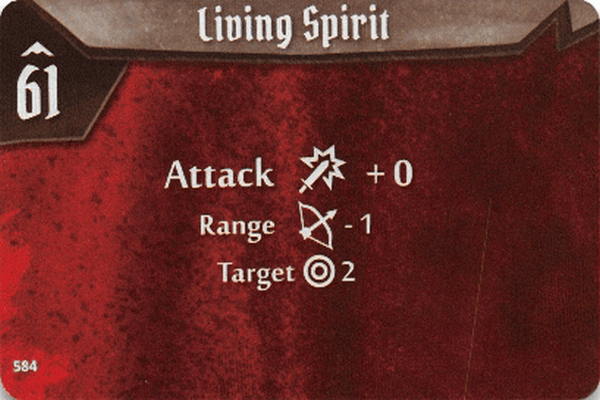 Living Spirit
61
Attack + 0
Range - 1
Target 2
584